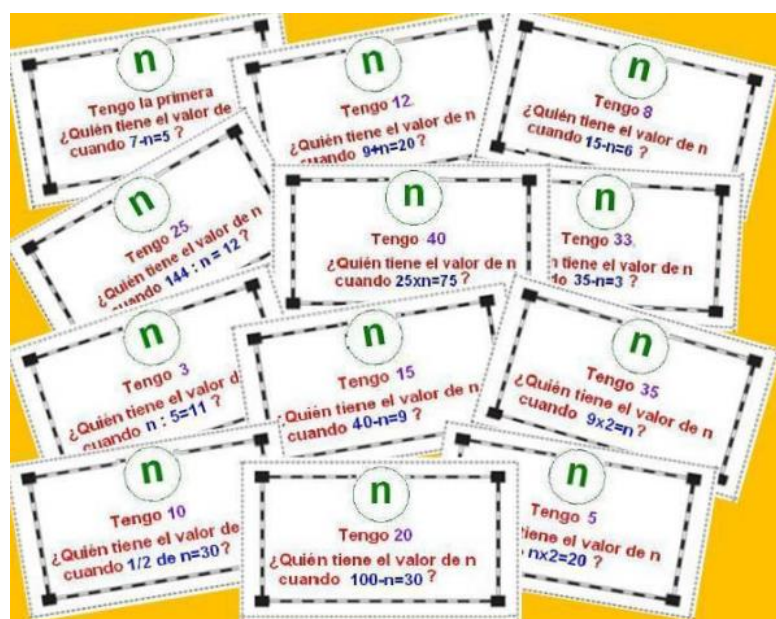 n
Tengo la primera
¿Quién tiene el valor de
cuando 7-n=5 ?
n
Tengo 12.
¿Quién tiene el valor de n
cuando 9+n=20 ?
n
Tengo 8
¿Quién tiene el valor de n
cuando 15-n=6 ?
n
Tengo 25.
¿Quién tiene el valor de n
cuando 144 : n = 12 ?
n
Tengo 40
¿Quién tiene el valor de n
cuando 25xn=75 ?
n
Tengo 33.
tiene el valor de n
35-n=3 ?
n
Tengo 3
¿Quién tiene el valor d
cuando n : 5=11 ?
n
Tengo 15
¿Quién tiene el valor de n
cuando 40-n=9 ?
n
Tengo 35
¿Quién tiene el valor de n
cuando 9x2=n ?
n
Tengo 10
¿Quién tiene el valor de
cuando 1/2 de n=30 ?
n
Tengo 20
¿Quién tiene el valor de n
cuando 100-n=30 ?
n
Tengo 5
tiene el valor de n
nx2=20 ?